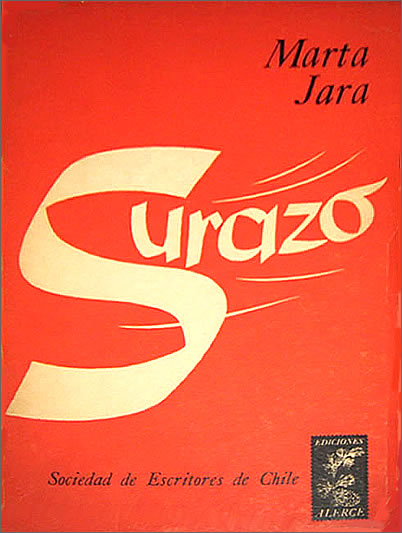 Marta
Jara
Surazo
Sociedad de Escritores de Chile
EDICIONES
ALERCE